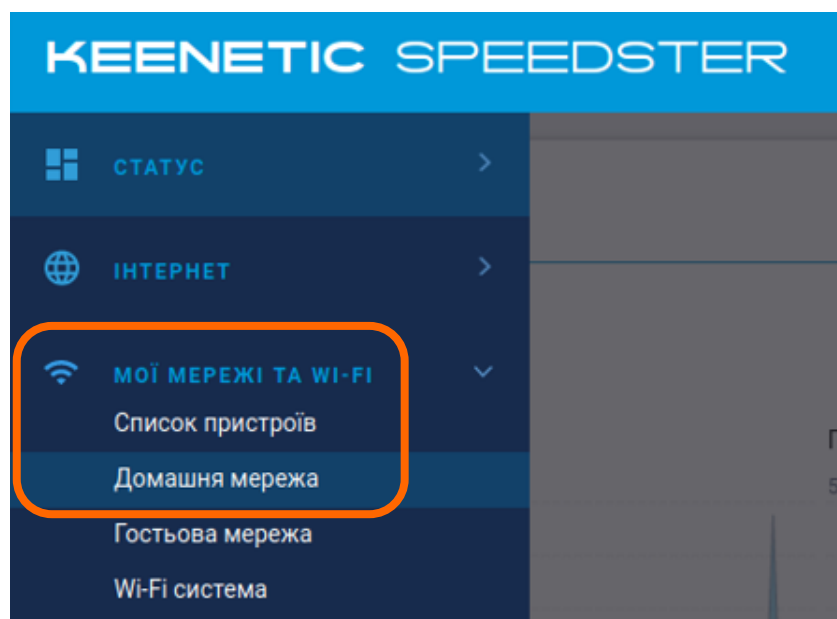 KEENETIC SPEEDSTER
СТАТУС
ІНТЕРНЕТ
МОЇ МЕРЕЖІ ТА WI-FI
Список пристроїв
Домашня мережа
Гостьова мережа
Wi-Fi система